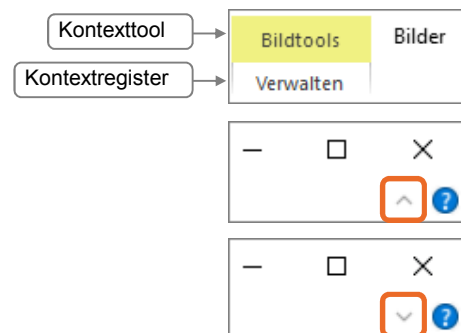 Kontexttool
Bildtools Bilder
Kontextregister
Verwalten
?
?